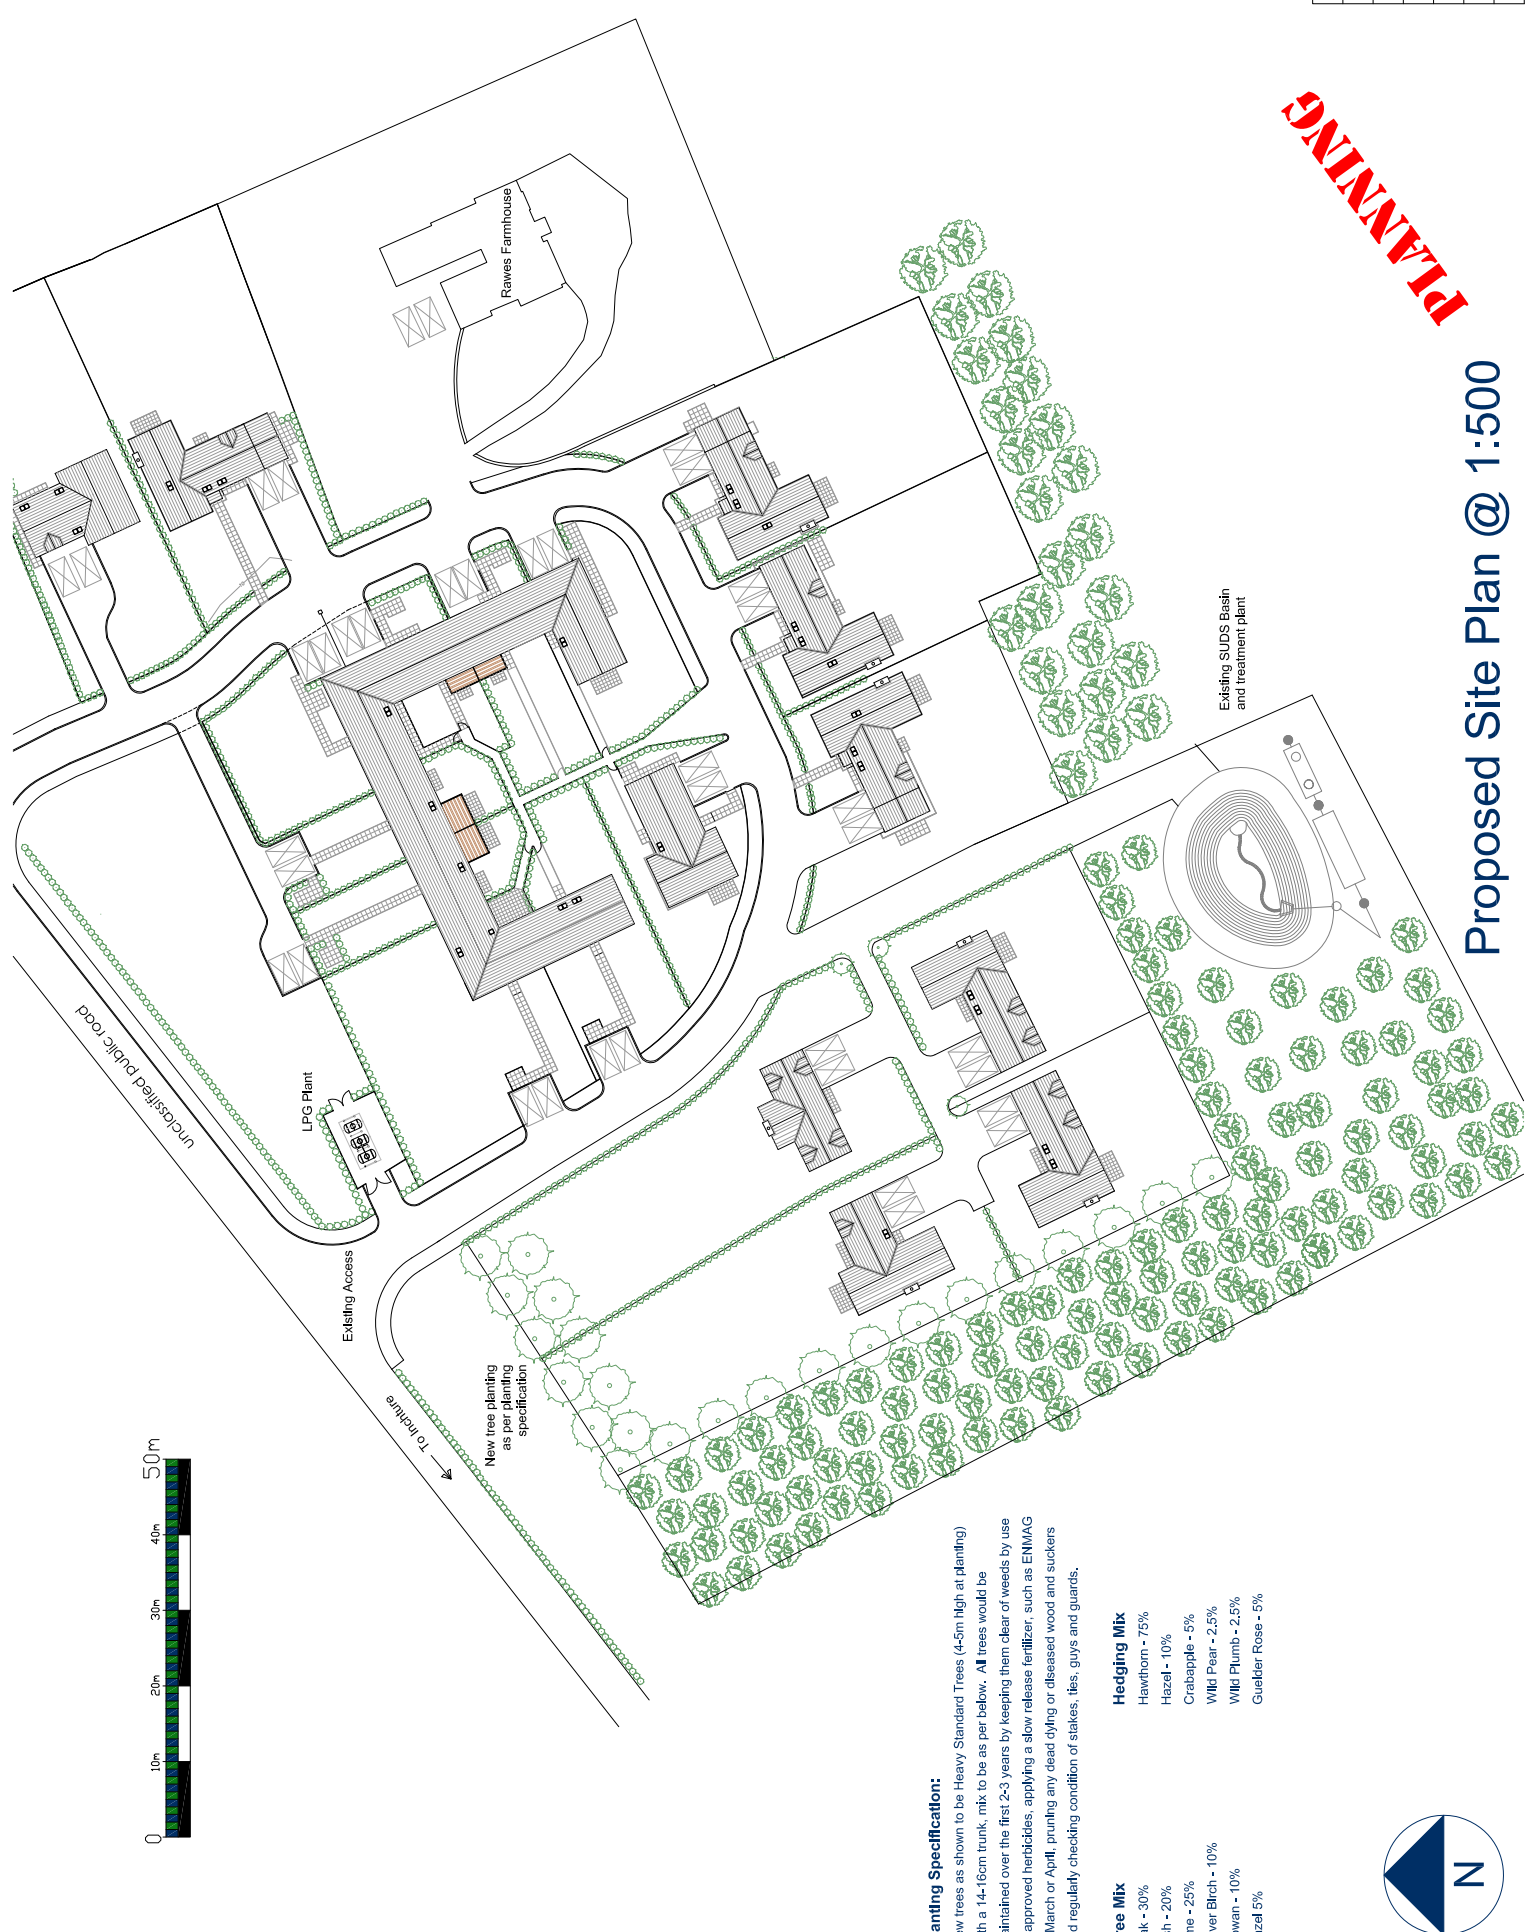 PLANNING
Proposed Site Plan @ 1:500
Rawes Farmhouse
Existing SUDS Basin
and treatment plant
unclassified public road
LPG Plant
Existing Access
To Inchture
New tree planting
as per planting
specification
0 10m 20m 30m 40m 50m
anting Specification:
ew trees as shown to be Heavy Standard Trees (4-5m high at planting)
th a 14-16cm trunk, mix to be as per below. All trees would be
intained over the first 2-3 years by keeping them clear of weeds by use
approved herbicides, applying a slow release fertilizer, such as ENMAG
March or April, pruning any dead dying or diseased wood and suckers
d regularly checking condition of stakes, ties, guys and guards.
ree Mix
ak - 30%
sh - 20%
ne - 25%
ver Birch - 10%
owan - 10%
azel 5%
Hedging Mix
Hawthorn - 75%
Hazel - 10%
Crabapple - 5%
Wild Pear - 2.5%
Wild Plumb - 2.5%
Guelder Rose - 5%
N